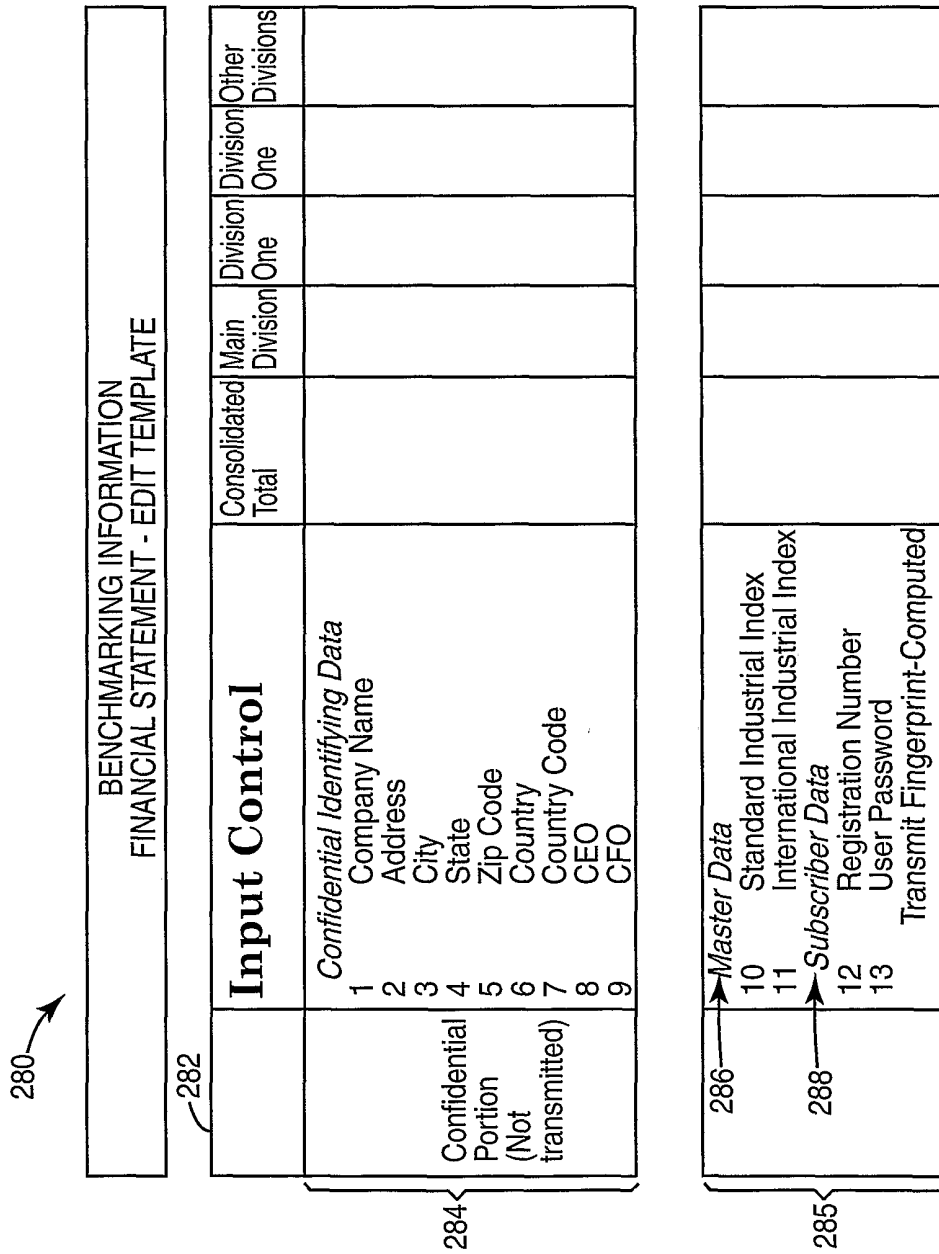 280
BENCHMARKING INFORMATION
FINANCIAL STATEMENT - EDIT TEMPLATE
282
Input Control
Consolidated Total
Main Division
Division One
Division One
Other Divisions
284
Confidential
Portion
(Not
transmitted)
Confidential Identifying Data
1 Company Name
2 Address
3 City
4 State
5 Zip Code
6 Country
7 Country Code
8 CEO
9 CFO
285
286 Master Data
10 Standard Industrial Index
11 International Industrial Index
288 Subscriber Data
12 Registration Number
13 User Password
Transmit Fingerprint-Computed